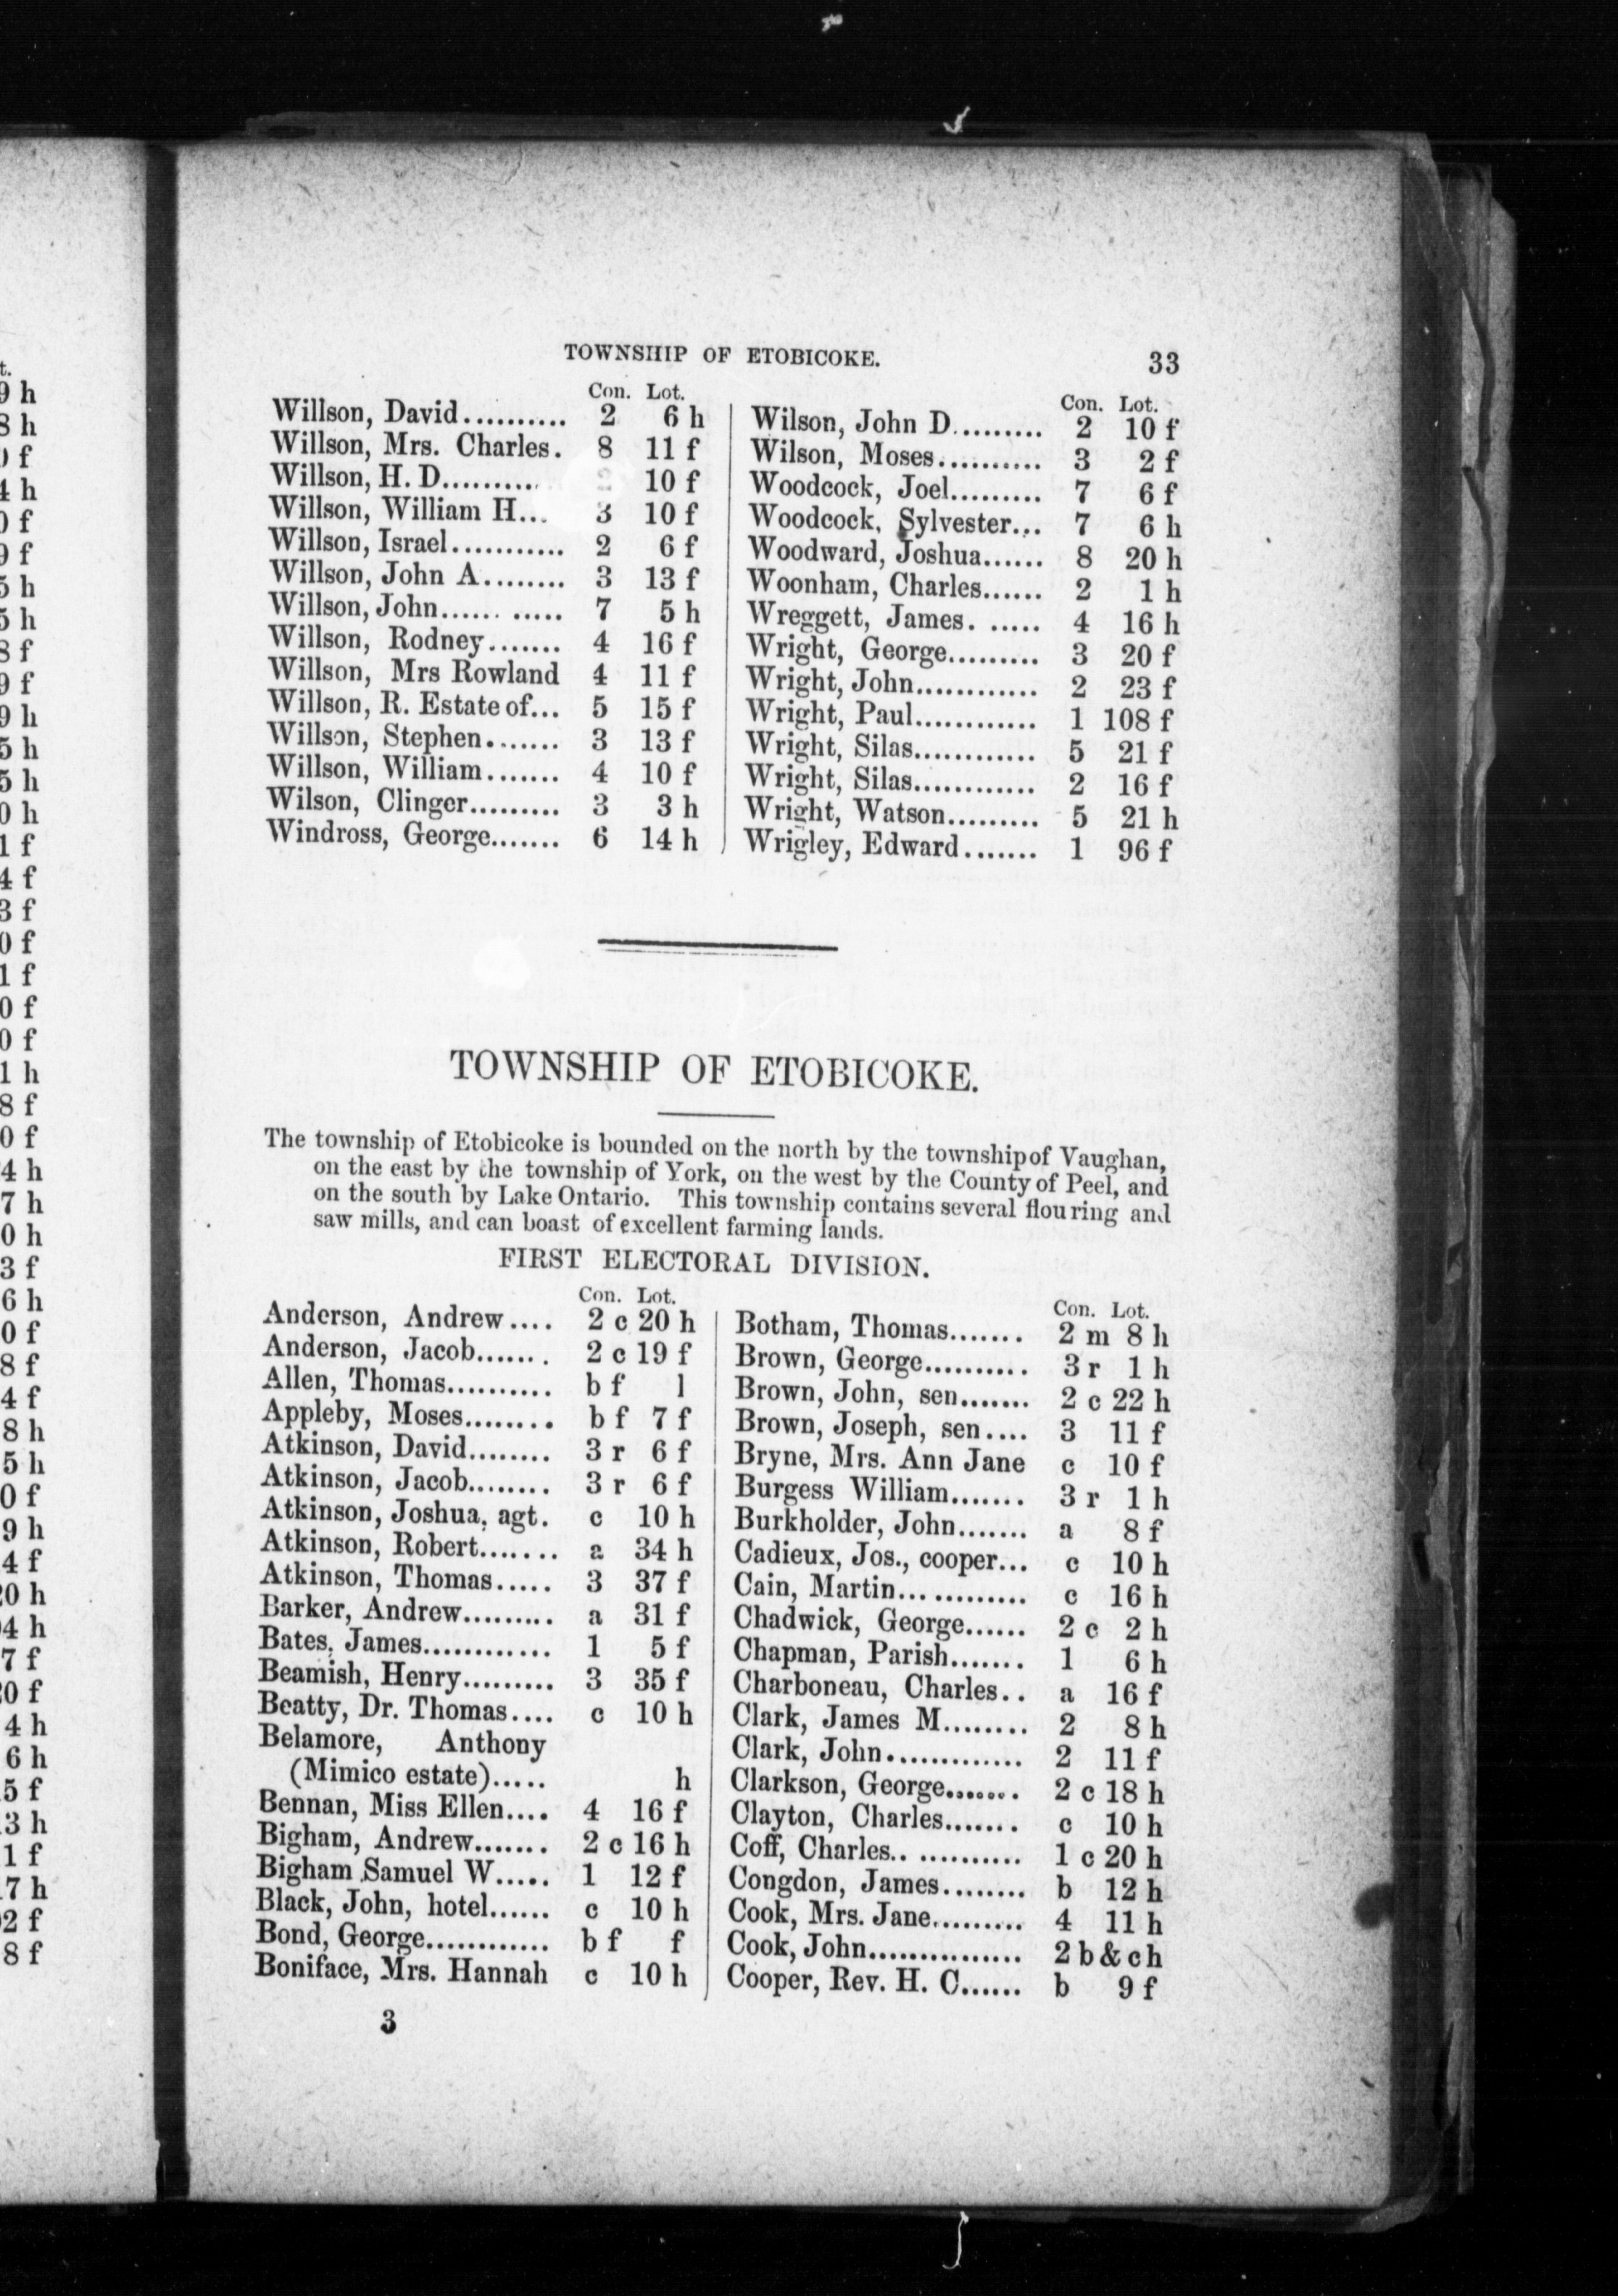 TOWNSHIP OF ETOBICOKE. 33
Con. Lot.
Willson, David.......... 2 6 h
Willson, Mrs. Charles. 8 11 f
Willson, H. D.......... 10 f
Willson, William H... 3 10 f
Willson, Israel........... 2 6 f
Willson, John A........ 3 13 f
Willson, John...... ..... 7 5 h
Willson, Rodney....... 4 16 f
Willson, Mrs Rowland 4 11 f
Willson, R. Estate of... 5 15 f
Willson, Stephen....... 3 13 f
Willson, William....... 4 10 f
Wilson, Clinger......... 3 3 h
Windross, George....... 6 14 h
Con. Lot.
Wilson, John D......... 2 10 f
Wilson, Moses.......... 3 2 f
Woodcock, Joel......... 7 6 f
Woodcock, Sylvester... 7 6 h
Woodward, Joshua...... 8 20 h
Woonham, Charles...... 2 1 h
Wreggett, James. ..... 4 16 h
Wright, George......... 3 20 f
Wright, John............ 2 23 f
Wright, Paul............ 1 108 f
Wright, Silas............ 5 21 f
Wright, Silas............ 2 16 f
Wright, Watson......... 5 21 h
Wrigley, Edward....... 1 96 f
TOWNSHIP OF ETOBICOKE.
The township of Etobicoke is bounded on the north by the township of Vaughan,
on the east by the township of York, on the west by the County of Peel, and
on the south by Lake Ontario. This township contains several flouring and
saw mills, and can boast of excellent farming lands.
FIRST ELECTORAL DIVISION.
Con. Lot.
Anderson, Andrew.... 2 c 20 h
Anderson, Jacob....... 2 c 19 f
Allen, Thomas.......... b f 1
Appleby, Moses........ b f 7 f
Atkinson, David........ 3 r 6 f
Atkinson, Jacob........ 3 r 6 f
Atkinson, Joshua, agt. c 10 h
Atkinson, Robert....... a 34 h
Atkinson, Thomas..... 3 37 f
Barker, Andrew......... a 31 f
Bates, James............ 1 5 f
Beamish, Henry......... 3 35 f
Beatty, Dr. Thomas.... c 10 h
Belamore, Anthony
(Mimico estate)..... h
Bennan, Miss Ellen.... 4 16 f
Bigham, Andrew....... 2 c 16 h
Bigham Samuel W..... 1 12 f
Black, John, hotel...... c 10 h
Bond, George............ b f f
Boniface, Mrs. Hannah c 10 h
Con. Lot.
Botham, Thomas....... 2 m 8 h
Brown, George.......... 3 r 1 h
Brown, John, sen....... 2 c 22 h
Brown, Joseph, sen.... 3 11 f
Bryne, Mrs. Ann Jane c 10 f
Burgess William....... 3 r 1 h
Burkholder, John....... a 8 f
Cadieux, Jos., cooper... c 10 h
Cain, Martin... ......... c 16 h
Chadwick, George...... 2 c 2 h
Chapman, Parish....... 1 6 h
Charboneau, Charles.. a 16 f
Clark, James M........ 2 8 h
Clark, John............. 2 11 f
Clarkson, George....... 2 c 18 h
Clayton, Charles....... c 10 h
Coff, Charles.. .......... 1 c 20 h
Congdon, James........ b 12 h
Cook, Mrs. Jane......... 4 11 h
Cook, John............... 2 b & c h
Cooper, Rev. H. C...... b 9 f
3